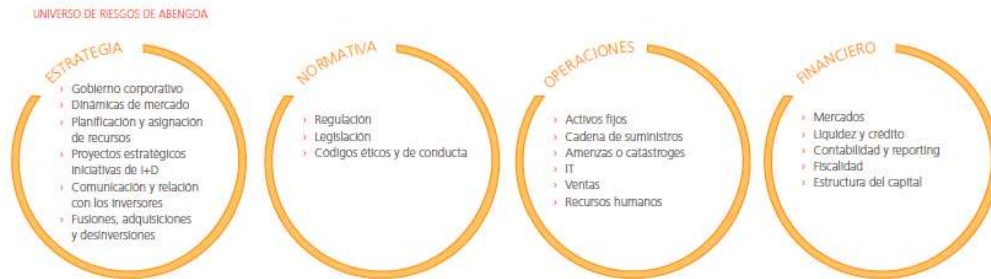 UNIVERSO DE RIESGOS DE ABENGOA
ESTRATEGIA
› Gobierno corporativo
› Dinámicas de mercado
› Planificación y asignación
de recursos
› Proyectos estratégicos
iniciativas de I+D
› Comunicación y relación
con los inversores
› Fusiones, adquisiciones
y desinversiones
NORMATIVA
› Regulación
› Legislación
› Códigos éticos y de conducta
OPERACIONES
› Activos fijos
› Cadena de suministros
› Amenzas o catástroges
› IT
› Ventas
› Recursos humanos
FINANCIERO
› Mercados
› Liquidez y crédito
› Contabilidad y reporting
› Fiscalidad
› Estructura del capital